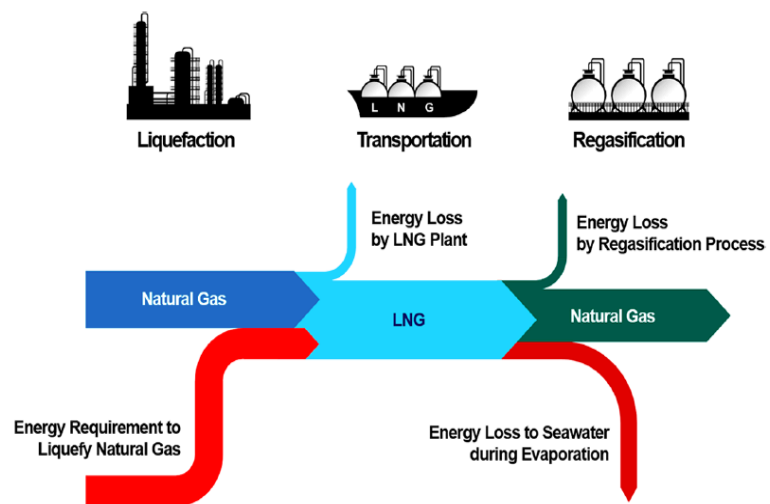 L N G
Liquefaction
Transportation
Regasification
Energy Loss
by LNG Plant
Energy Loss
by Regasification Process
Natural Gas
LNG
Natural Gas
Energy Requirement to
Liquefy Natural Gas
Energy Loss to Seawater
during Evaporation